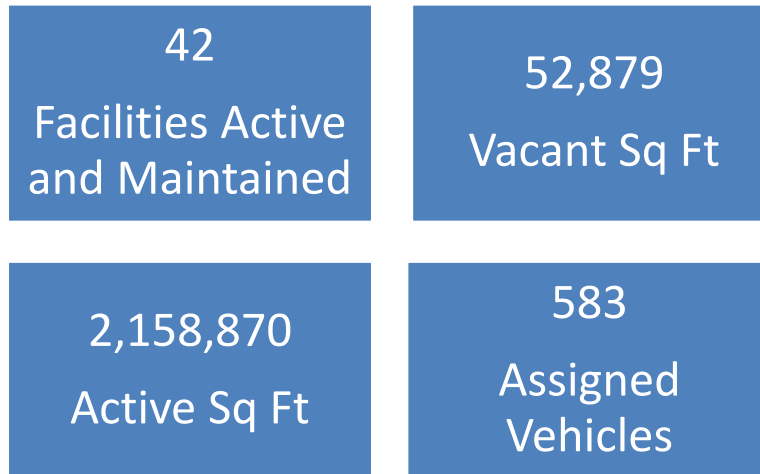 42
Facilities Active
and Maintained
52,879
Vacant Sq Ft
2,158,870
Active Sq Ft
583
Assigned
Vehicles